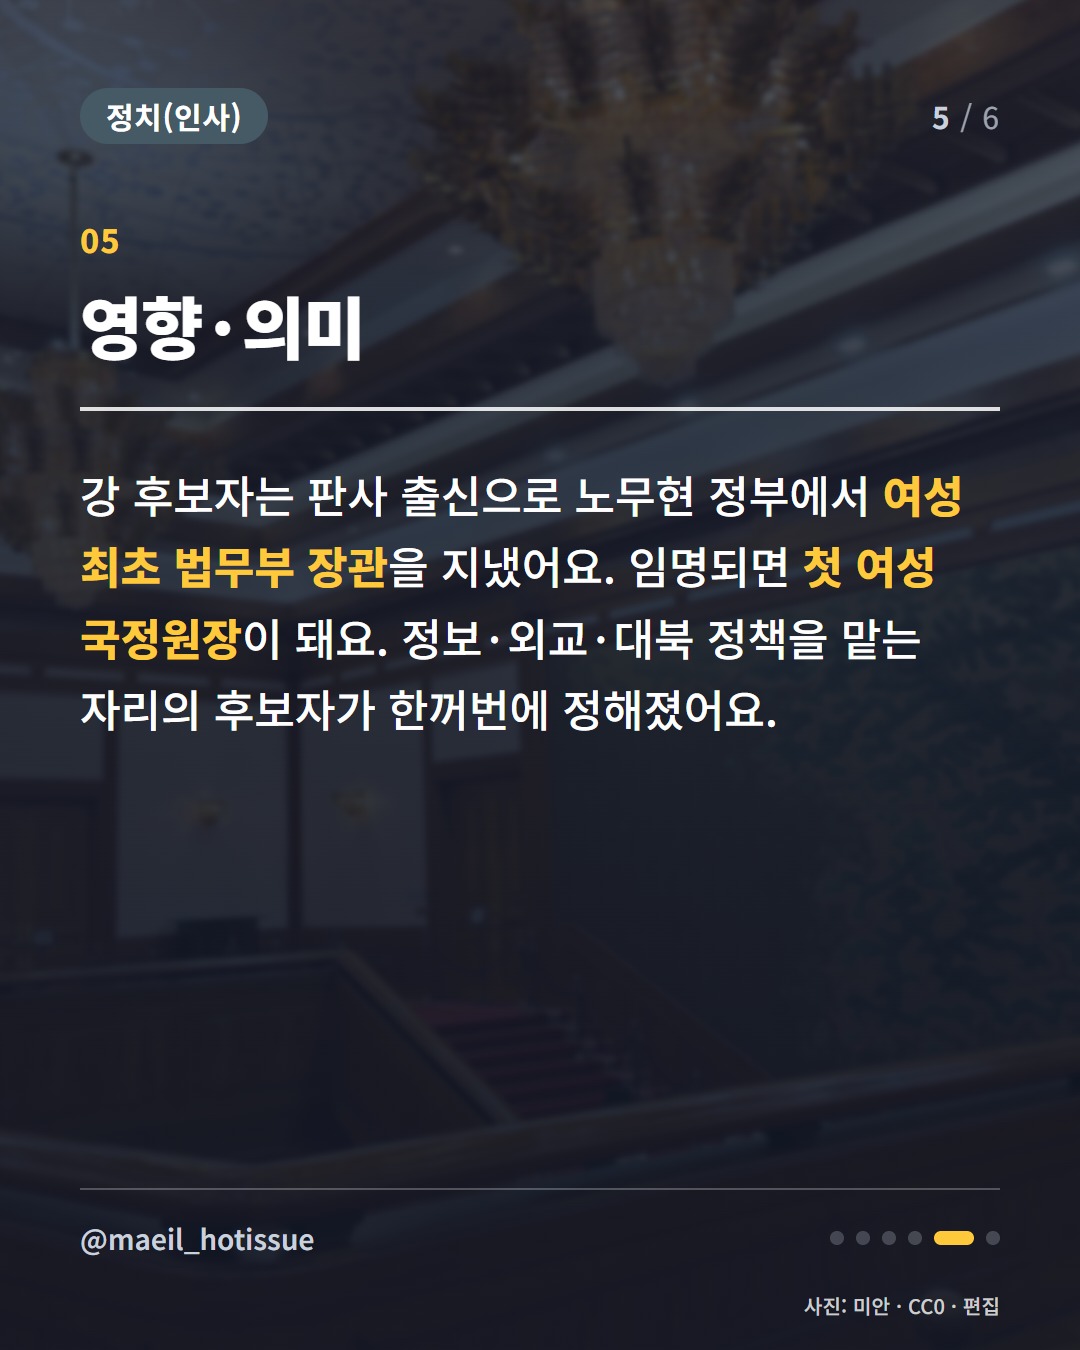 정치(인사)
5 / 6
05
영향·의미
강 후보자는 판사 출신으로 노무현 정부에서 여성
최초 법무부 장관을 지냈어요. 임명되면 첫 여성
국정원장이 돼요. 정보·외교·대북 정책을 맡는
자리의 후보자가 한꺼번에 정해졌어요.
@maeil_hotissue
사진: 미안 · CC0 · 편집